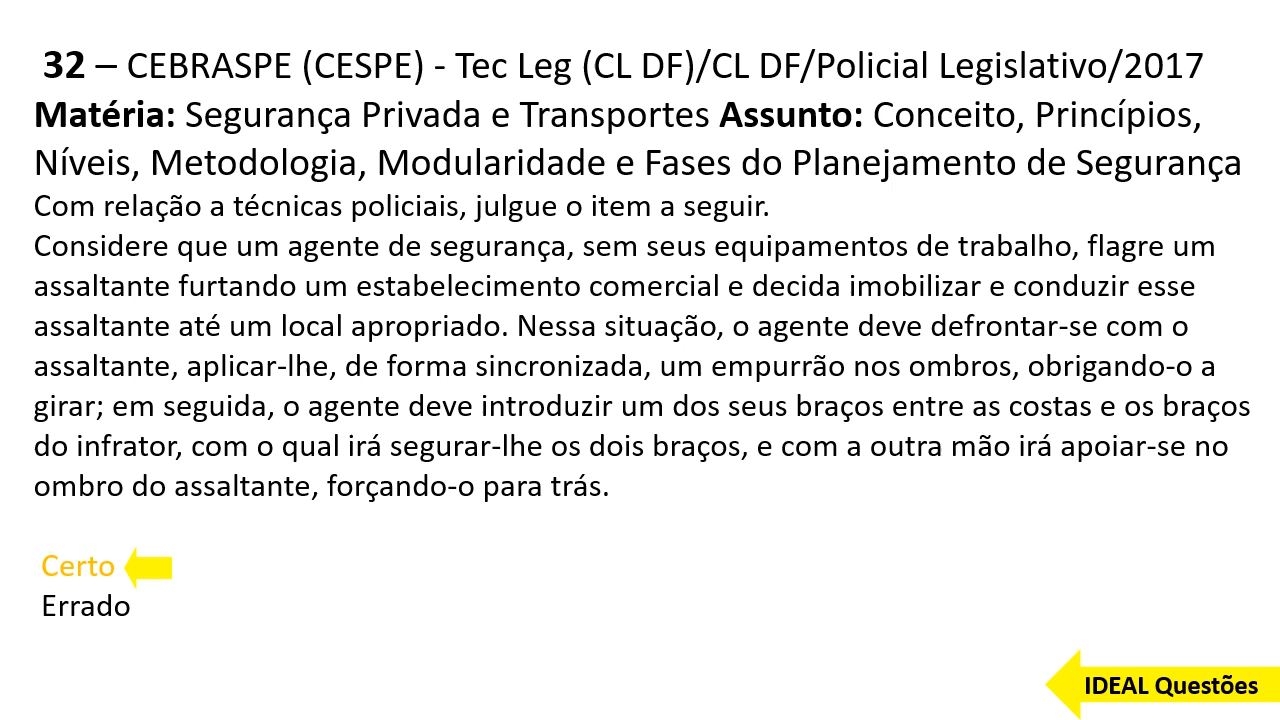 32 – CEBRASPE (CESPE) - Tec Leg (CL DF)/CL DF/Policial Legislativo/2017
Matéria: Segurança Privada e Transportes Assunto: Conceito, Princípios,
Níveis, Metodologia, Modularidade e Fases do Planejamento de Segurança
Com relação a técnicas policiais, julgue o item a seguir.
Considere que um agente de segurança, sem seus equipamentos de trabalho, flagre um
assaltante furtando um estabelecimento comercial e decida imobilizar e conduzir esse
assaltante até um local apropriado. Nessa situação, o agente deve defrontar-se com o
assaltante, aplicar-lhe, de forma sincronizada, um empurrão nos ombros, obrigando-o a
girar; em seguida, o agente deve introduzir um dos seus braços entre as costas e os braços
do infrator, com o qual irá segurar-lhe os dois braços, e com a outra mão irá apoiar-se no
ombro do assaltante, forçando-o para trás.
Certo
Errado
IDEAL Questões